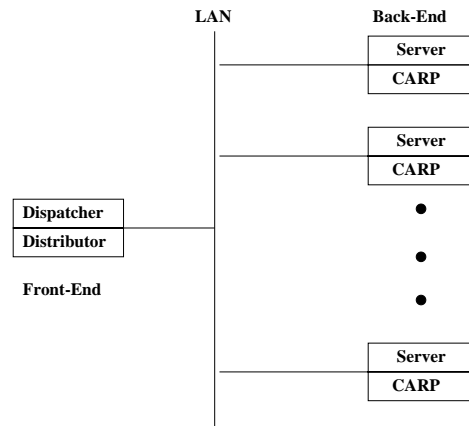 LAN
Back-End
Server
CARP
Server
CARP
Dispatcher
Distributor
Front-End
Server
CARP